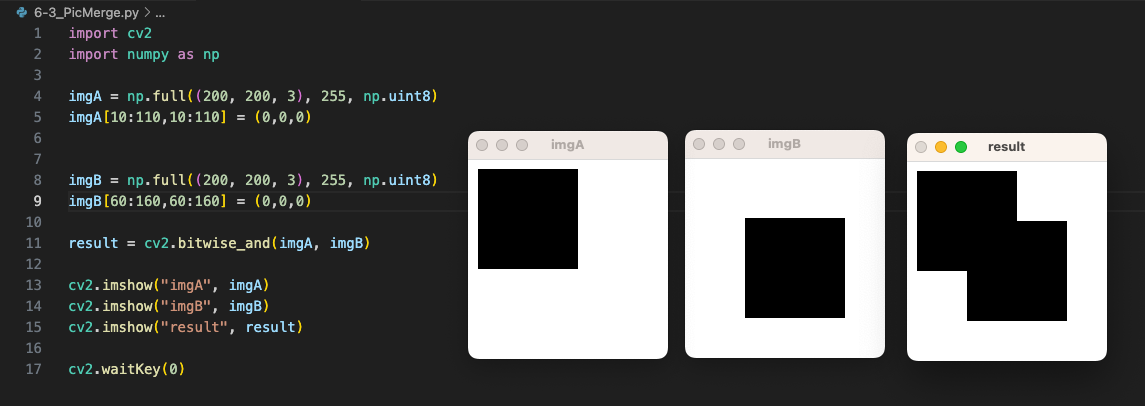 6-3_PicMerge.py > ...
1 import cv2
2 import numpy as np
3
4 imgA = np.full((200, 200, 3), 255, np.uint8)
5 imgA[10:110,10:110] = (0,0,0)
6
7
8 imgB = np.full((200, 200, 3), 255, np.uint8)
9 imgB[60:160,60:160] = (0,0,0)
10
11 result = cv2.bitwise_and(imgA, imgB)
12
13 cv2.imshow("imgA", imgA)
14 cv2.imshow("imgB", imgB)
15 cv2.imshow("result", result)
16
17 cv2.waitKey(0)
imgA
imgB
result